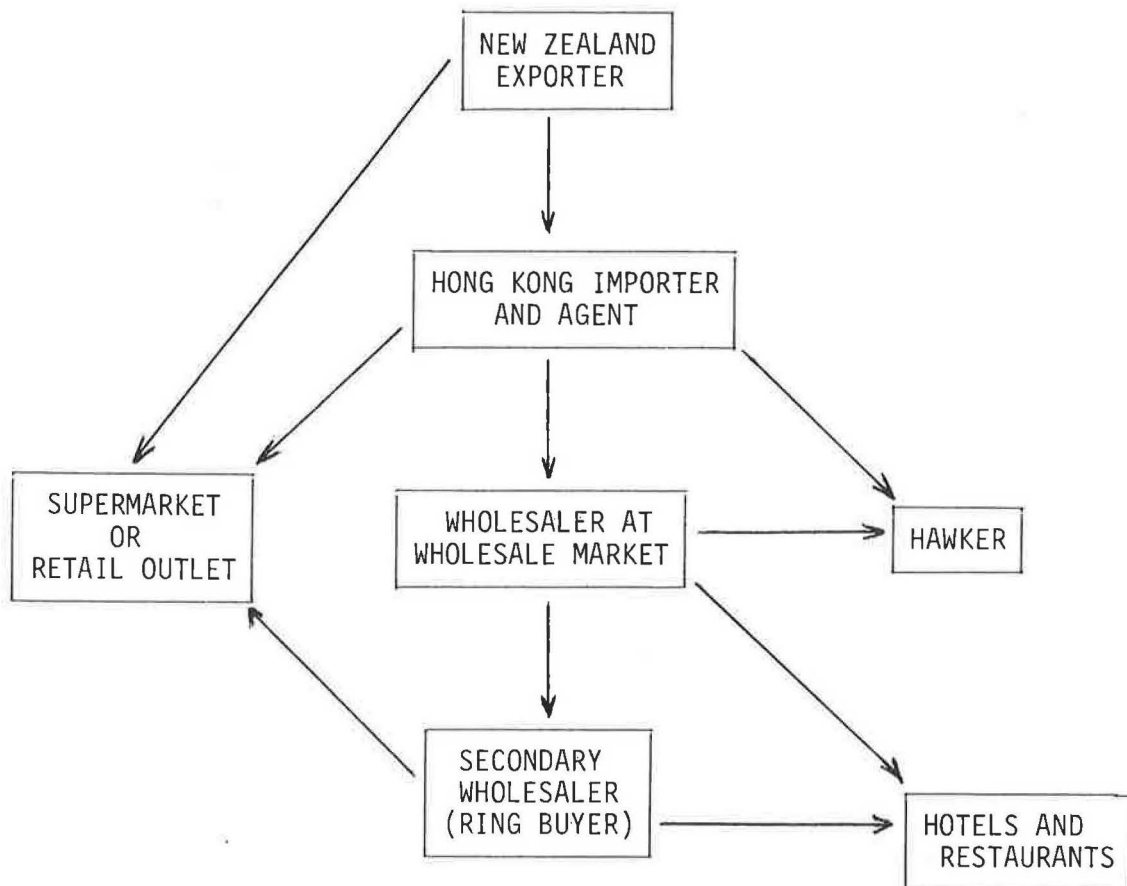 NEW ZEALAND
EXPORTER
HONG KONG IMPORTER
AND AGENT
SUPERMARKET
OR
RETAIL OUTLET
WHOLESALER AT
WHOLESALE MARKET
HAWKER
SECONDARY
WHOLESALER
(RING BUYER)
HOTELS AND
RESTAURANTS